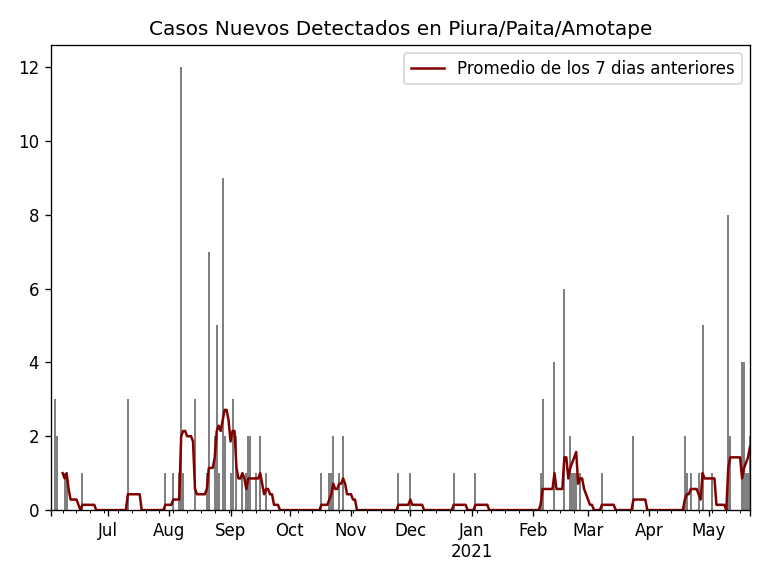 Casos Nuevos Detectados en Piura/Paita/Amotape
Promedio de los 7 dias anteriores
12
10
8
6
4
2
0
Jul Aug Sep Oct Nov Dec Jan Feb Mar Apr May
2021